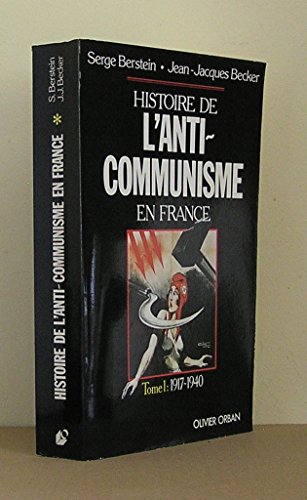 Serge Berstein • Jean-Jacques Becker
HISTOIRE DE
L'ANTI-
COMMUNISME
EN FRANCE
Tome 1: 1917-1940
OLIVIER ORBAN
S. Berstein
J.J. Becker
* HISTOIRE DE L'ANTI-COMMUNISME EN FRANCE